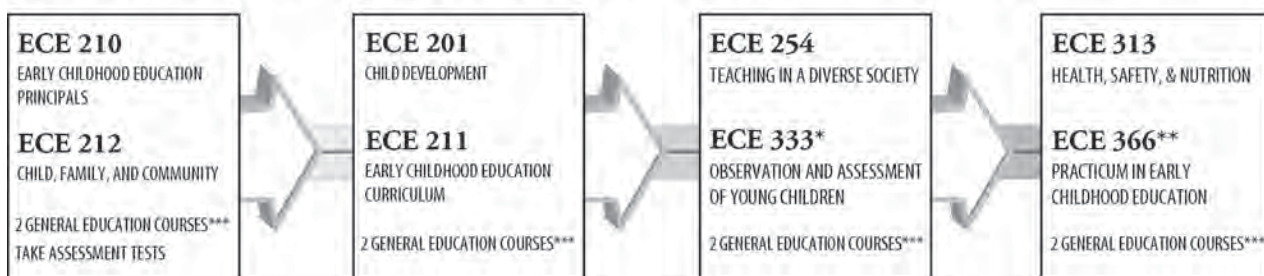 ECE 210
EARLY CHILDHOOD EDUCATION
PRINCIPALS
ECE 212
CHILD, FAMILY, AND COMMUNITY
2 GENERAL EDUCATION COURSES***
TAKE ASSESSMENT TESTS
ECE 201
CHILD DEVELOPMENT
ECE 211
EARLY CHILDHOOD EDUCATION
CURRICULUM
2 GENERAL EDUCATION COURSES***
ECE 254
TEACHING IN A DIVERSE SOCIETY
ECE 333*
OBSERVATION AND ASSESSMENT
OF YOUNG CHILDREN
2 GENERAL EDUCATION COURSES***
ECE 313
HEALTH, SAFETY, & NUTRITION
ECE 366**
PRACTICUM IN EARLY
CHILDHOOD EDUCATION
2 GENERAL EDUCATION COURSES***